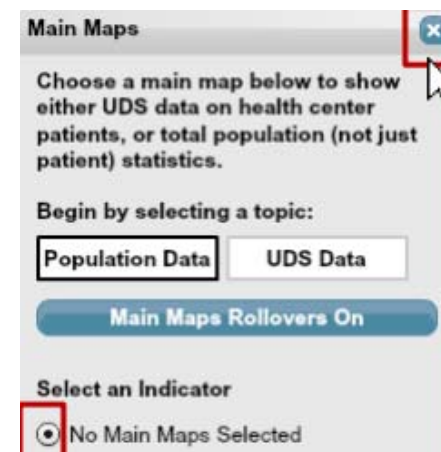 Main Maps
Choose a main map below to show
either UDS data on health center
patients, or total population (not just
patient) statistics.
Begin by selecting a topic:
Population Data UDS Data
Main Maps Rollovers On
Select an Indicator
No Main Maps Selected